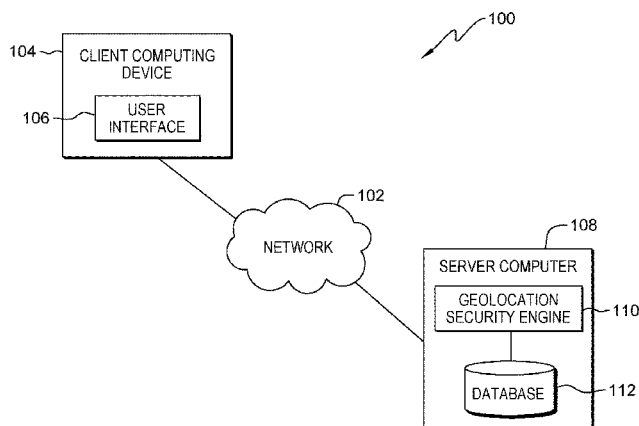 100
104
CLIENT COMPUTING
DEVICE
106
USER
INTERFACE
102
NETWORK
108
SERVER COMPUTER
GEOLOCATION
SECURITY ENGINE
110
DATABASE
112